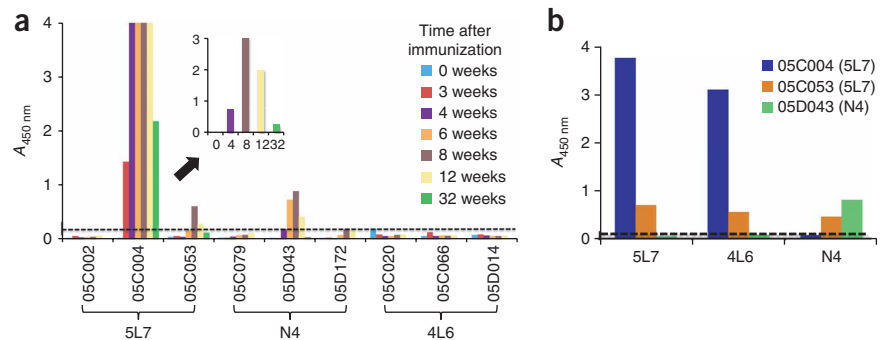 a
4
3
2
1
0
A450 nm
3
2
1
0
0 4 8 12 32
Time after
immunization
0 weeks
3 weeks
4 weeks
6 weeks
8 weeks
12 weeks
32 weeks
05C002
05C004
05C053
05C079
05D043
05D172
05C020
05C066
05D014
5L7
N4
4L6
b
4
3
2
1
0
A450 nm
05C004 (5L7)
05C053 (5L7)
05D043 (N4)
5L7
4L6
N4